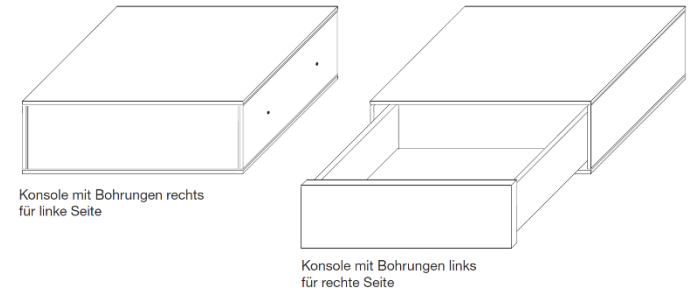 Konsole mit Bohrungen rechts
für linke Seite
Konsole mit Bohrungen links
für rechte Seite